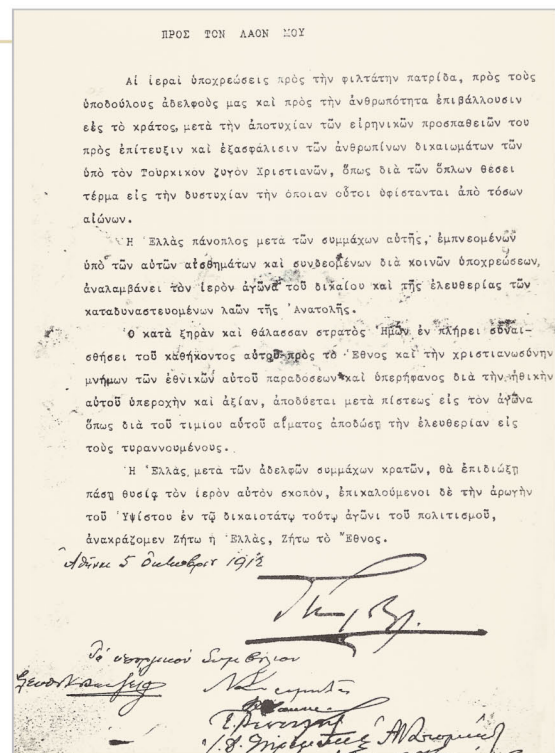 ΠΡΟΣ ΤΟΝ ΛΑΟΝ ΜΟΥ
Αἱ ἱεραὶ ὑποχρεώσεις πρὸς τὴν φιλτάτην πατρίδα, πρὸς τοὺς
ὑποδούλους ἀδελφούς μας καὶ πρὸς τὴν ἀνθρωπότητα ἐπιβάλλουσιν
εἰς τὸ κράτος, μετὰ τὴν ἀποτυχίαν τῶν εἰρηνικῶν προσπαθειῶν του
πρὸς ἐπίτευξιν καὶ ἐξασφάλισιν τῶν ἀνθρωπίνων δικαιωμάτων τῶν
ὑπὸ τὸν Τουρκικον ζυγὸν Χριστιανῶν, ὅπως διὰ τῶν ὅπλων θέσει
τέρμα εἰς τὴν δυστυχίαν τὴν ὁποιαν οὗτοι ὑφίστανται ἀπὸ τόσων
αἰώνων.
Ἡ Ἑλλὰς πάνοπλος μετα τῶν συμμάχων αὐτῆς, ἐμπνεομένων
ὑπὸ τῶν αὐτῶν αἰσθημάτων καὶ συνδεομένων διὰ κοινῶν ὑποχρεώσεων,
ἀναλαμβάνει τὸν ἱερὸν ἀγῶνα τοῦ δικαίου καὶ τῆς ἐλευθερίας τῶν
καταδυναστευομένων λαῶν τῆς Ἀνατολῆς.
Ὁ κατὰ ξηρὰν καὶ θάλασσαν στρατὸς Ἡμῶν ἐν πλήρει συναι-
σθήσει τοῦ καθήκοντος αὐτοῦ πρὸς τὸ Ἔθνος καὶ τὴν χριστιανωσύνην
μνήμων τῶν ἐθνικῶν αὐτοῦ παραδόσεων καὶ ὑπερήφανος διὰ τὴν ἠθικὴν
αὐτοῦ ὑπεροχὴν καὶ ἀξίαν, ἀποδύεται μετὰ πίστεως εἰς τὸν ἀγῶνα
ὅπως διὰ τοῦ τιμιου αὐτοῦ αἵματος ἀποδώσῃ τὴν ἐλευθερίαν εἰς
τοὺς τυραννουμένους.
Ἡ Ἑλλὰς μετὰ τῶν ἀδελφῶν συμμάχων κρατῶν, θὰ ἐπιδιώξῃ
πάσῃ θυσίᾳ τὸν ἱερὸν αὐτὸν σκοπόν, ἐπικαλούμενοι δὲ τὴν ἀρωγὴν
τοῦ Ὑψίστου ἐν τῷ δικαιοτάτῳ τούτῳ ἀγῶνι τοῦ πολιτισμοῦ,
ἀνακράζομεν Ζήτω ἡ Ἑλλάς, Ζήτω τὸ Ἔθνος.
Ἀθῆναι 5 Ὀκτωβρίου 1912
Τὸ ὑπουργικὸν Συμβούλιον